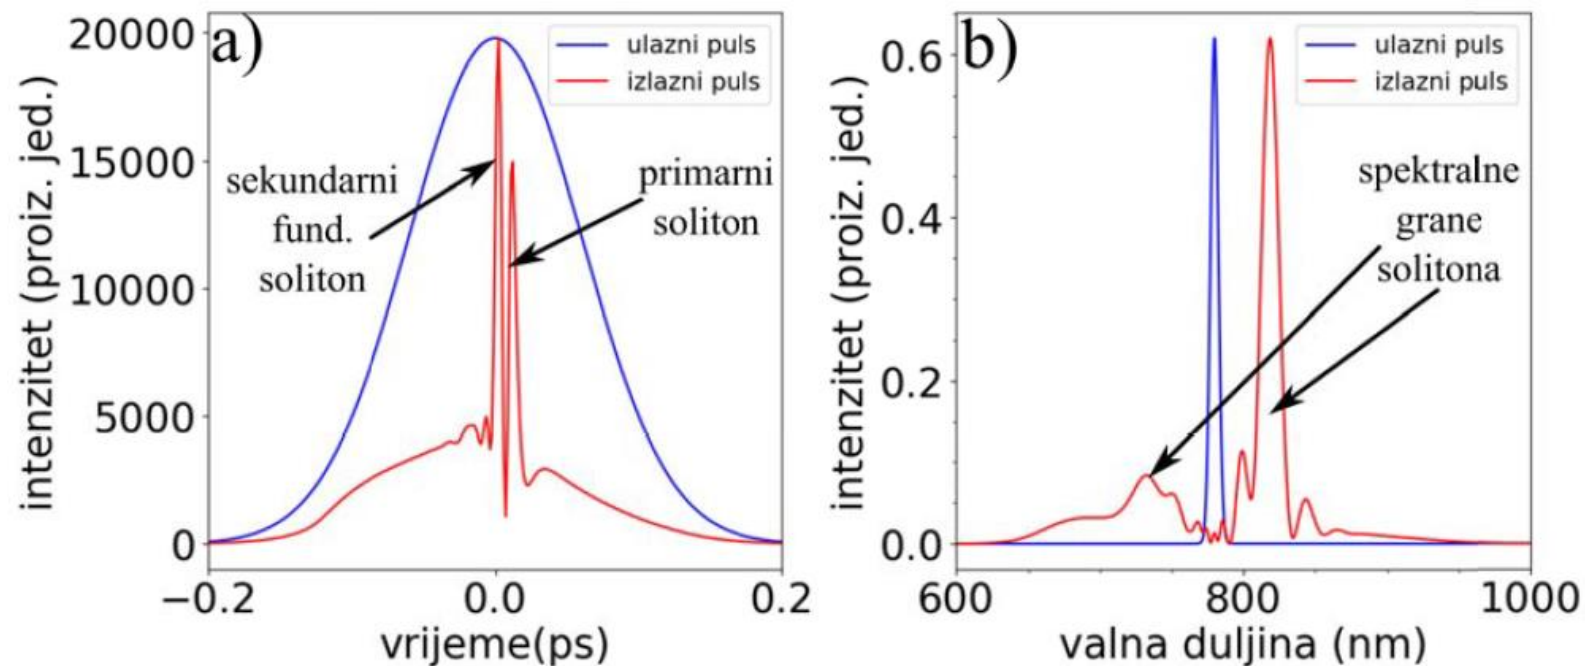 a)
ulazni puls
izlazni puls
sekundarni
fund.
soliton
primarni
soliton
20000
15000
10000
5000
0
−0.2
0.0
0.2
vrijeme(ps)
intenzitet (proiz. jed.)
b)
ulazni puls
izlazni puls
spektralne
grane
solitona
0.6
0.4
0.2
0.0
600
800
1000
valna duljina (nm)
intenzitet (proiz. jed.)